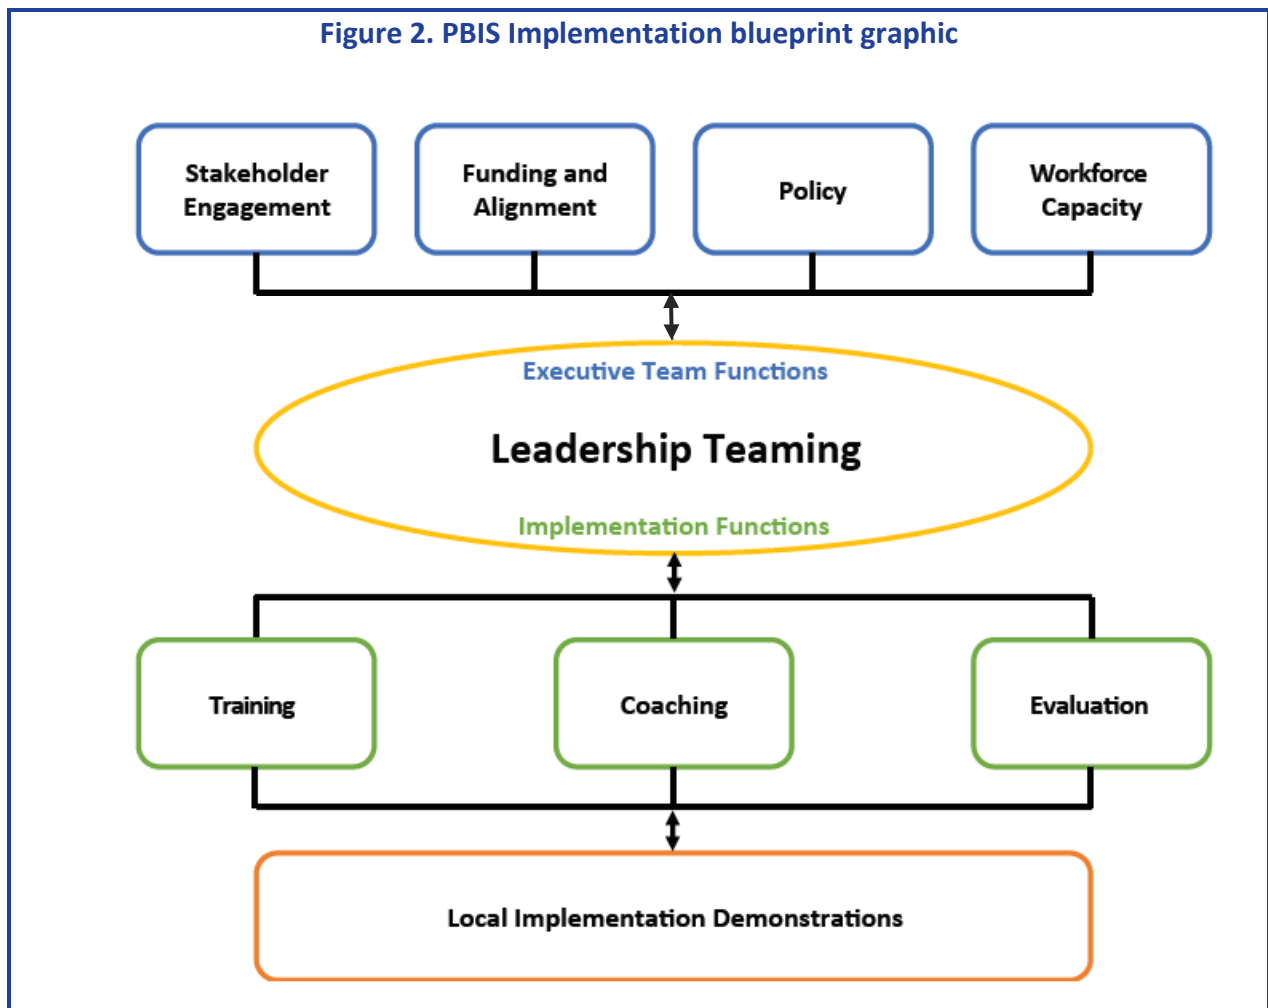 Figure 2. PBIS Implementation blueprint graphic
Stakeholder
Engagement
Funding and
Alignment
Policy
Workforce
Capacity
Executive Team Functions
Leadership Teaming
Implementation Functions
Training
Coaching
Evaluation
Local Implementation Demonstrations